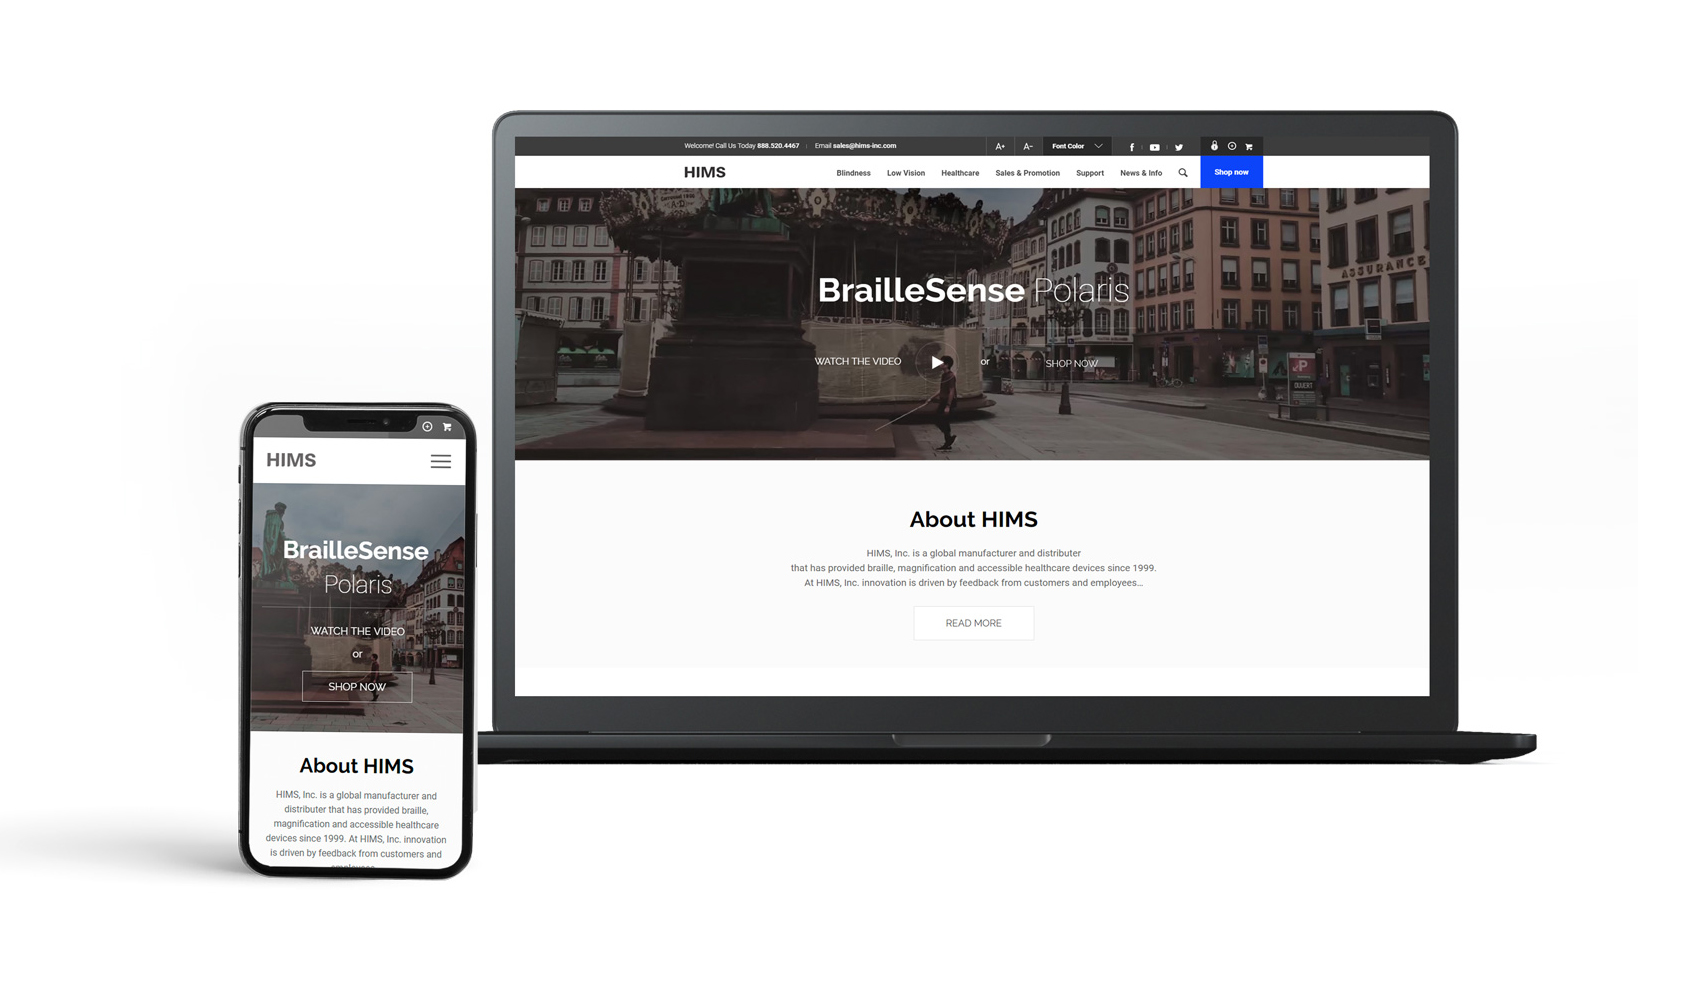 Welcome! Call Us Today 888.520.4467 | Email sales@hims-inc.com A+ A- Font Color
HIMS Blindness Low Vision Healthcare Sales & Promotion Support News & Info Shop now
ASSURANCE
BrailleSense Polaris
WATCH THE VIDEO or SHOP NOW
P
OUVERT
About HIMS
HIMS, Inc. is a global manufacturer and distributer
that has provided braille, magnification and accessible healthcare devices since 1999.
At HIMS, Inc. innovation is driven by feedback from customers and employees...
READ MORE
HIMS
BrailleSense
Polaris
WATCH THE VIDEO
or
SHOP NOW
About HIMS
HIMS, Inc. is a global manufacturer and
distributer that has provided braille,
magnification and accessible healthcare
devices since 1999. At HIMS, Inc. innovation
is driven by feedback from customers and